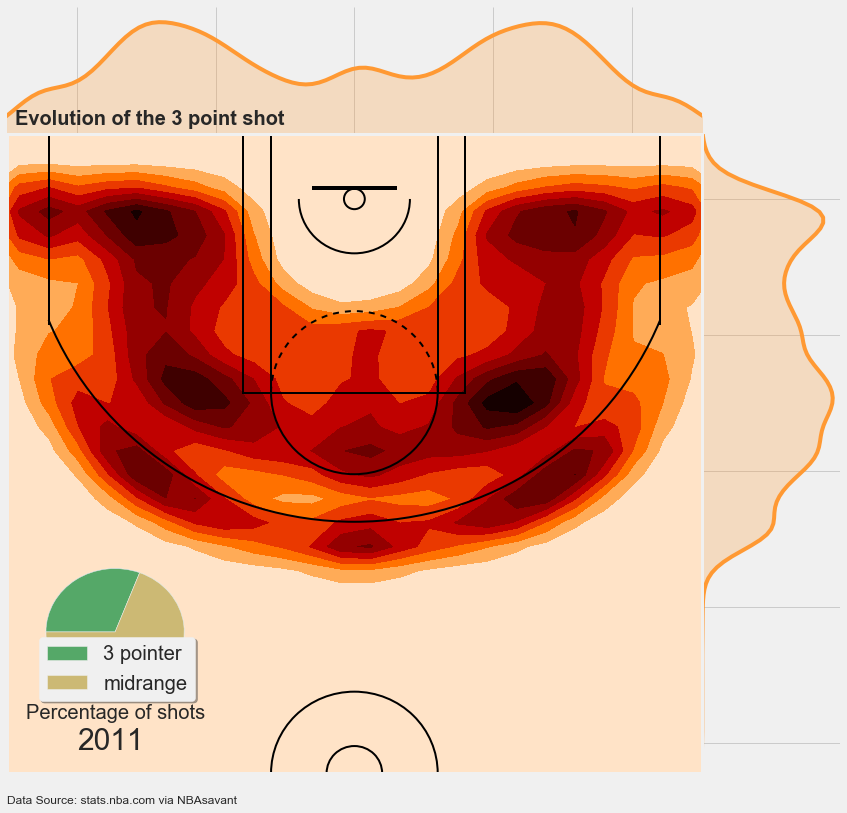 Evolution of the 3 point shot
3 pointer
midrange
Percentage of shots
2011
Data Source: stats.nba.com via NBAsavant